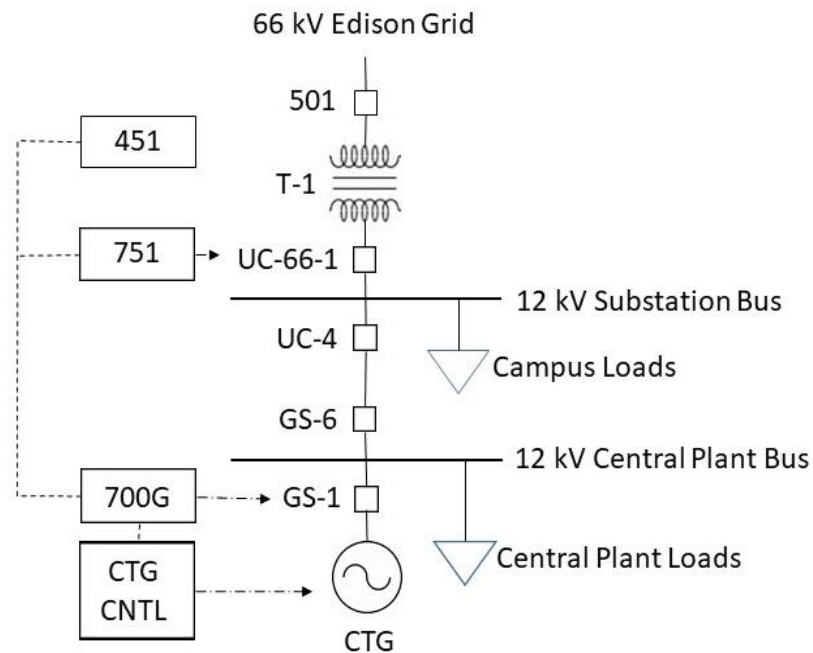 66 kV Edison Grid
501
451
T-1
751
UC-66-1
12 kV Substation Bus
UC-4
Campus Loads
GS-6
12 kV Central Plant Bus
700G
GS-1
CTG
CNTL
Central Plant Loads
CTG